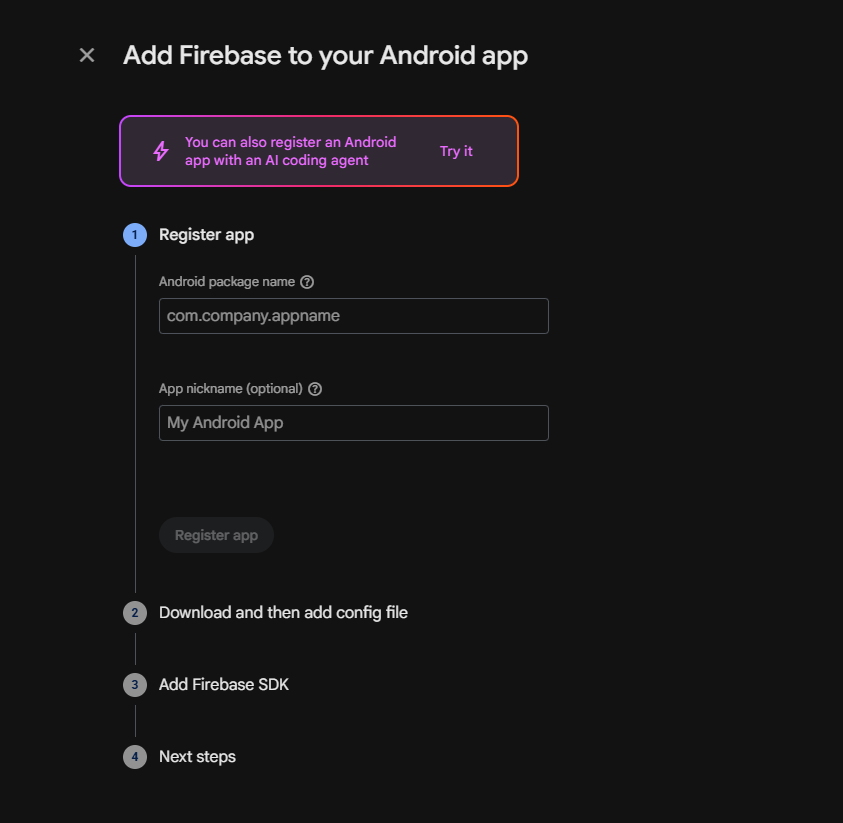 Add Firebase to your Android app
You can also register an Android
app with an AI coding agent
Try it
1 Register app
Android package name ?
com.company.appname
App nickname (optional) ?
My Android App
Register app
2 Download and then add config file
3 Add Firebase SDK
4 Next steps